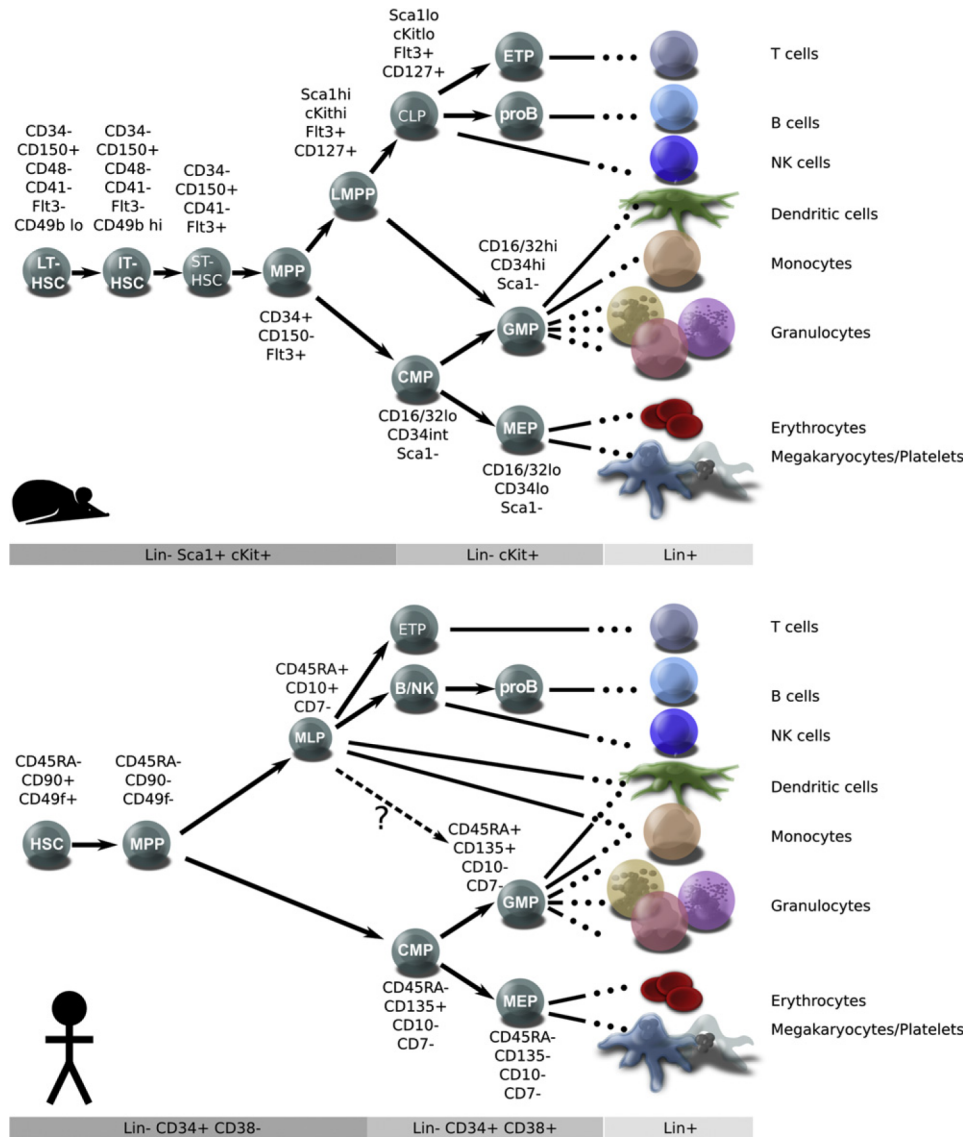 Sca1lo
cKitlo
Flt3+
CD127+
ETP
T cells
Sca1hi
cKithi
Flt3+
CD127+
CLP
proB
B cells
NK cells
CD34-
CD150+
CD48-
CD41-
Flt3-
CD49b lo
CD34-
CD150+
CD48-
CD41-
Flt3-
CD49b hi
CD34-
CD150+
CD41-
Flt3+
LMPP
Dendritic cells
LT-
HSC
IT-
HSC
ST-
HSC
MPP
CD16/32hi
CD34hi
Sca1-
Monocytes
CD34+
CD150-
Flt3+
GMP
Granulocytes
CMP
CD16/32lo
CD34int
Sca1-
MEP
CD16/32lo
CD34lo
Sca1-
Erythrocytes
Megakaryocytes/Platelets
Lin- Sca1+ cKit+
Lin- cKit+
Lin+
ETP
T cells
CD45RA+
CD10+
CD7-
B/NK
proB
B cells
MLP
NK cells
CD45RA-
CD90+
CD49f+
CD45RA-
CD90-
CD49f-
Dendritic cells
?
CD45RA+
CD135+
CD10-
CD7-
HSC
MPP
Monocytes
GMP
Granulocytes
CMP
CD45RA-
CD135+
CD10-
CD7-
MEP
CD45RA-
CD135-
CD10-
CD7-
Erythrocytes
Megakaryocytes/Platelets
Lin- CD34+ CD38-
Lin- CD34+ CD38+
Lin+